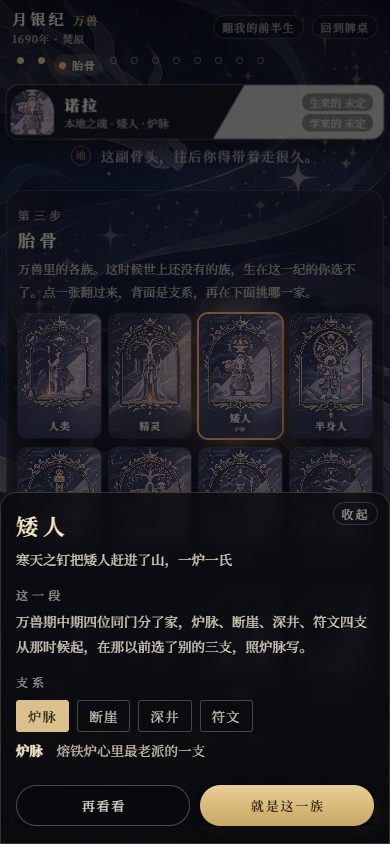 月银纪 万兽
1690年·焚原
翻我的前半生
回到牌桌
胎骨
诺拉
本地之魂·矮人·炉脉
生来的 未定
学来的 未定
她 这副骨头，往后你得带着走很久。
第三步
胎骨
万兽里的各族。这时候世上还没有的族，生在这一纪的你选不
了。点一张翻过来，背面是支系，再在下面挑哪一家。
人类
精灵
矮人
炉脉
半身人
矮人
收起
寒天之钉把矮人赶进了山，一炉一氏
这一段
万兽期中期四位同门分了家，炉脉、断崖、深井、符文四支
从那时候起，在那以前选了别的三支，照炉脉写。
支系
炉脉
断崖
深井
符文
炉脉 熔铁炉心里最老派的一支
再看看
就是这一族